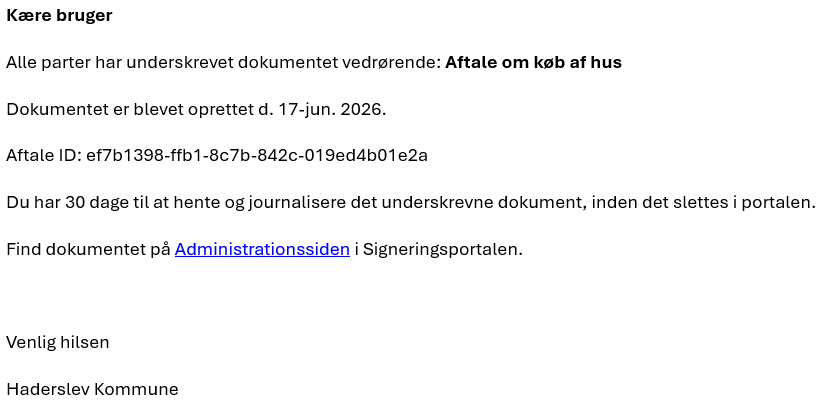 Kære bruger
Alle parter har underskrevet dokumentet vedrørende: Aftale om køb af hus
Dokumentet er blevet oprettet d. 17-jun. 2026.
Aftale ID: ef7b1398-ffb1-8c7b-842c-019ed4b01e2a
Du har 30 dage til at hente og journalisere det underskrevne dokument, inden det slettes i portalen.
Find dokumentet på Administrationssiden i Signeringsportalen.
Venlig hilsen
Haderslev Kommune